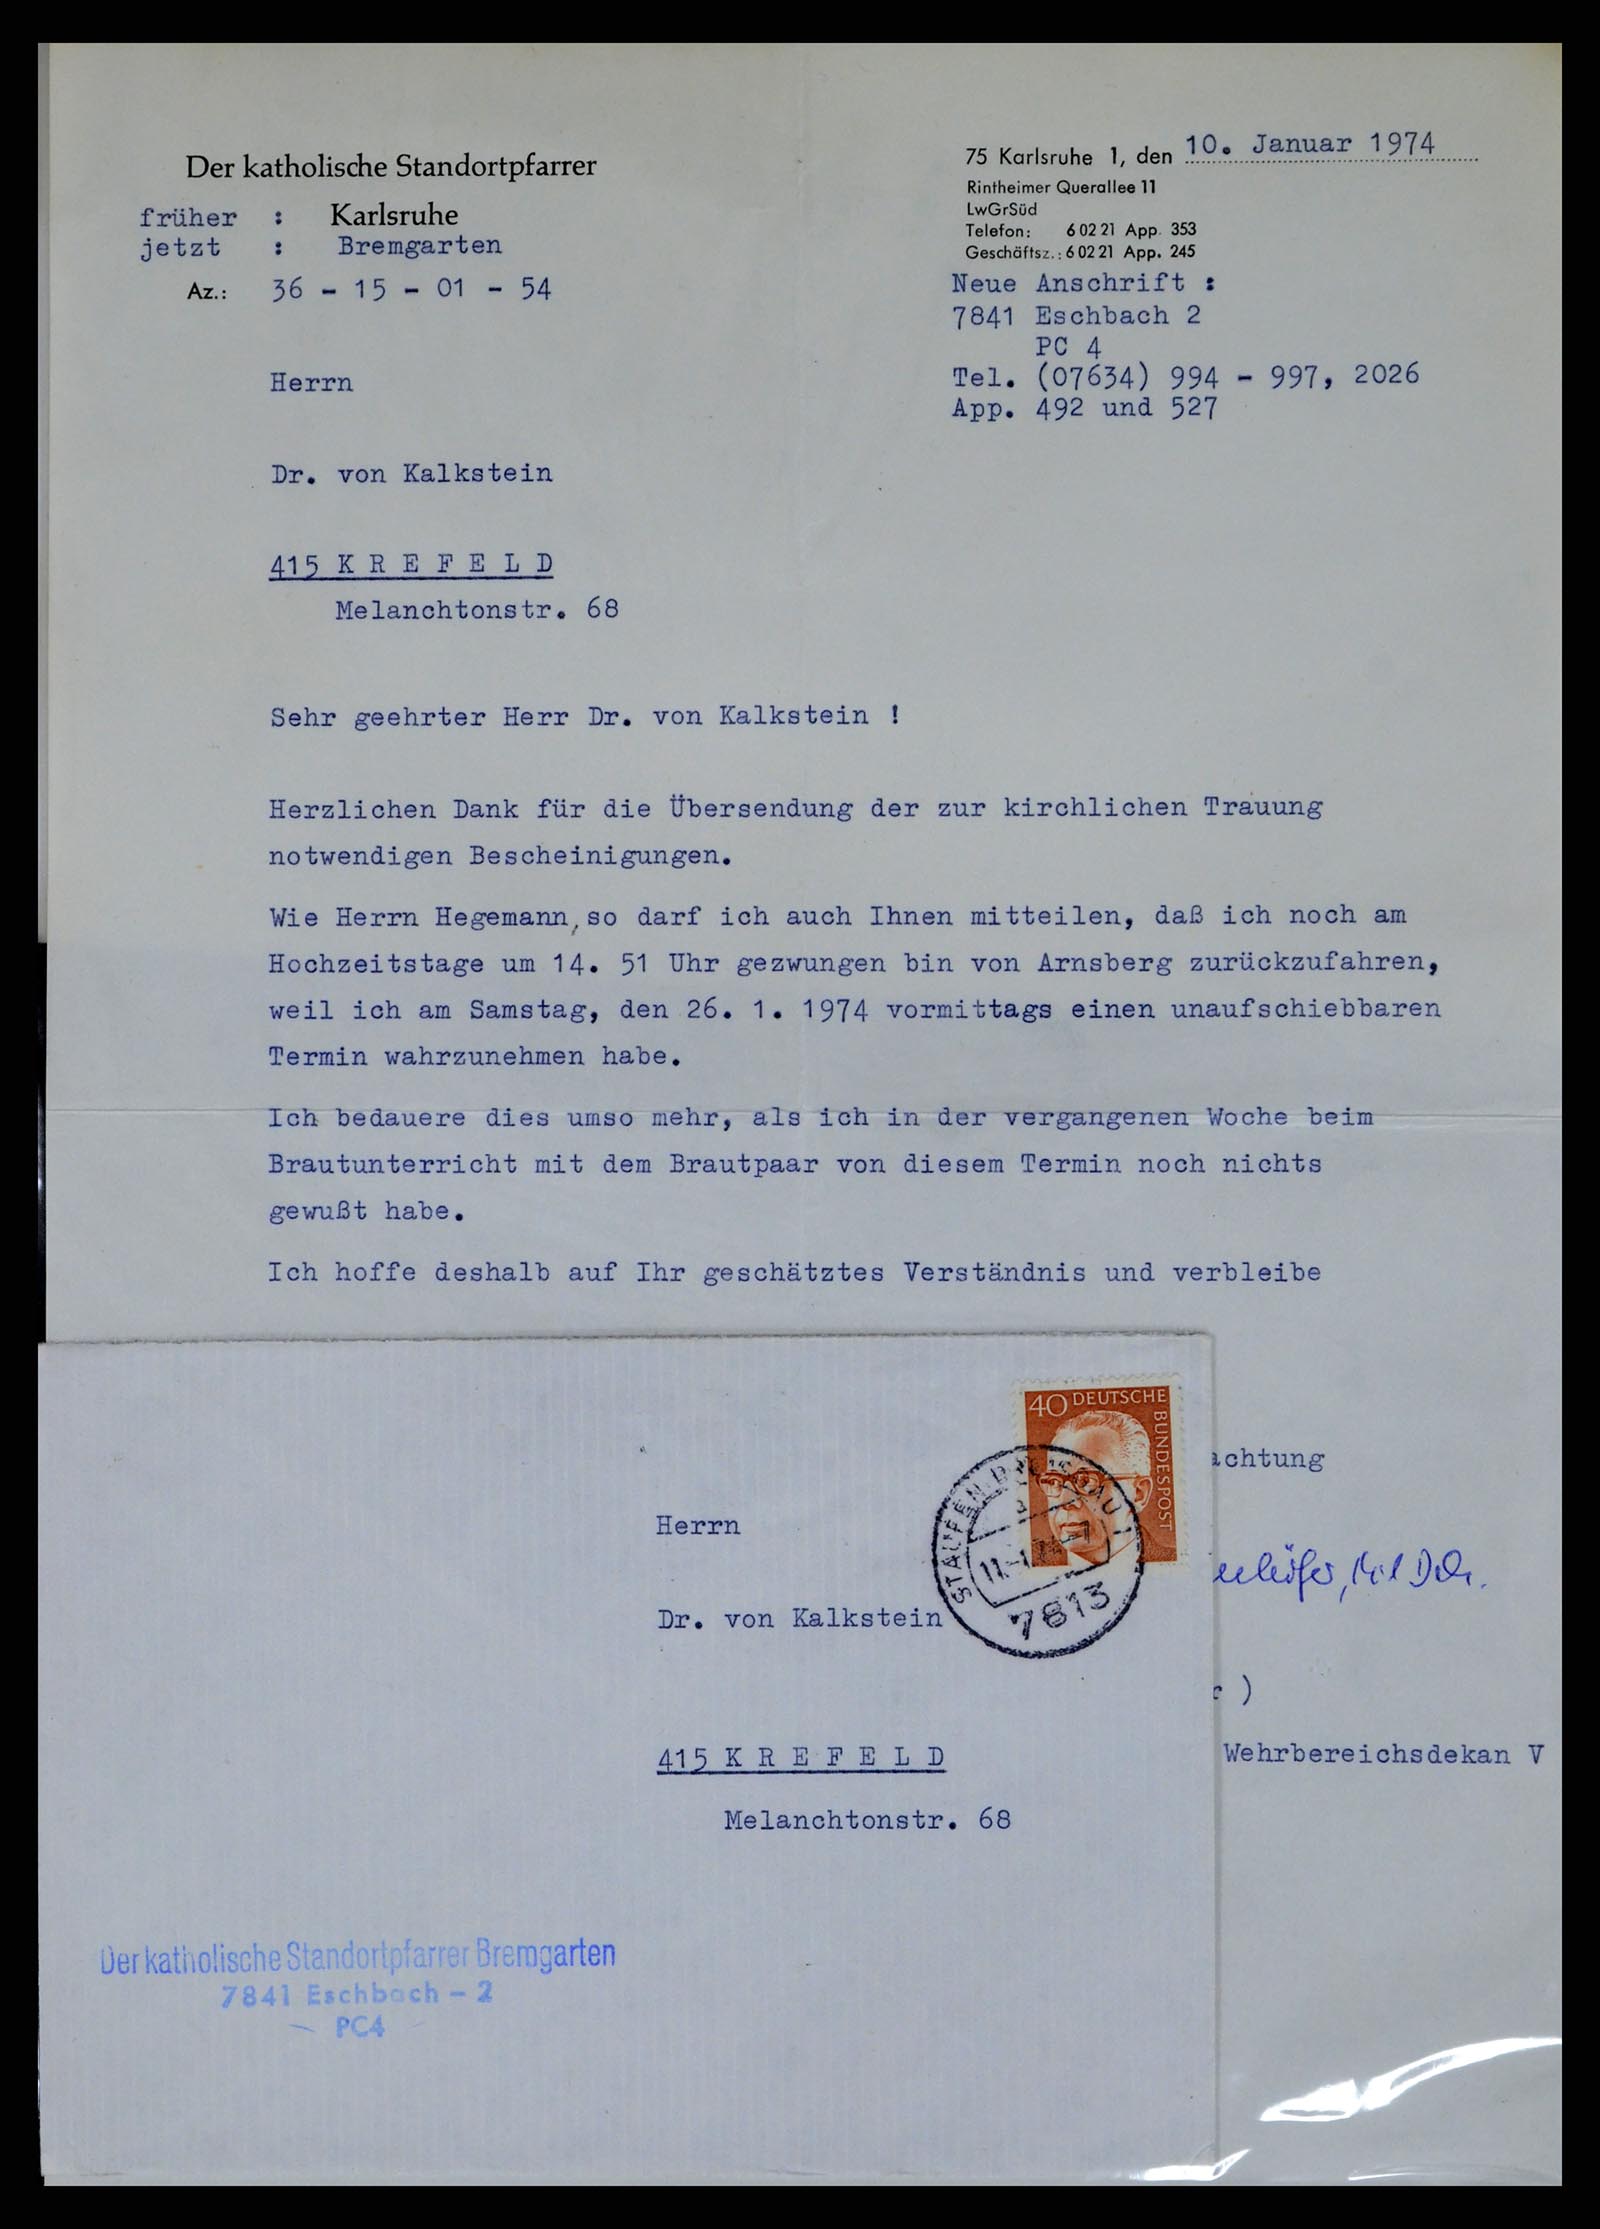 Der katholische Standortpfarrer
früher : Karlsruhe
jetzt : Bremgarten
Az.: 36 - 15 - 01 - 54
75 Karlsruhe 1, den 10. Januar 1974
Rintheimer Querallee 11
LwGrSüd
Telefon: 6 02 21 App. 353
Geschäftsz.: 6 02 21 App. 245
Neue Anschrift :
7841 Eschbach 2
PC 4
Tel. (07634) 994 - 997, 2026
App. 492 und 527
Herrn
Dr. von Kalkstein
415 K R E F E L D
Melanchtonstr. 68
Sehr geehrter Herr Dr. von Kalkstein !
Herzlichen Dank für die Übersendung der zur kirchlichen Trauung
notwendigen Bescheinigungen.
Wie Herrn Hegemann, so darf ich auch Ihnen mitteilen, daß ich noch am
Hochzeitstage um 14. 51 Uhr gezwungen bin von Arnsberg zurückzufahren,
weil ich am Samstag, den 26. 1. 1974 vormittags einen unaufschiebbaren
Termin wahrzunehmen habe.
Ich bedauere dies umso mehr, als ich in der vergangenen Woche beim
Brautunterricht mit dem Brautpaar von diesem Termin noch nichts
gewußt habe.
Ich hoffe deshalb auf Ihr geschätztes Verständnis und verbleibe
achtung
r )
Wehrbereichsdekan V
40 DEUTSCHE
BUNDESPOST
STAUFEN
7813
Herrn
Dr. von Kalkstein
415 K R E F E L D
Melanchtonstr. 68
Der katholische Standortpfarrer Bremgarten
7841 Eschbach - 2
PC4